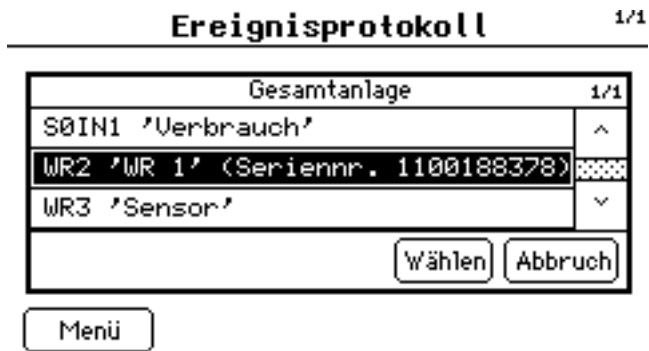 Ereignisprotokoll 1/1
Gesamtanlage 1/1
S0IN1 'Verbrauch'
WR2 'WR 1' (Seriennr. 1100188378)
WR3 'Sensor'
Wählen Abbruch
Menü